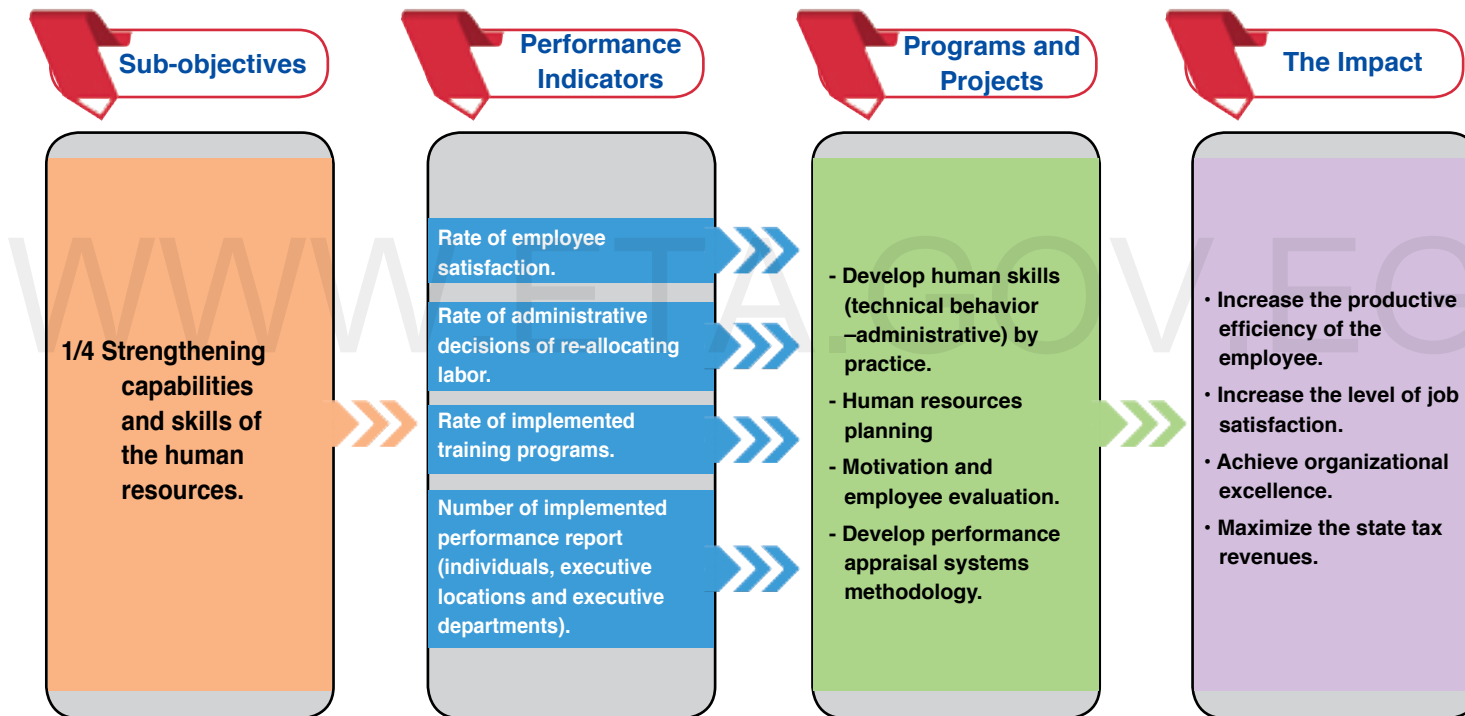 Sub-objectives
Performance
Indicators
Programs and
Projects
The Impact
1/4 Strengthening
capabilities
and skills of
the human
resources.
Rate of employee
satisfaction.
Rate of administrative
decisions of re-allocating
labor.
Rate of implemented
training programs.
Number of implemented
performance report
(individuals, executive
locations and executive
departments).
- Develop human skills
(technical behavior
–administrative) by
practice.
- Human resources
planning
- Motivation and
employee evaluation.
- Develop performance
appraisal systems
methodology.
• Increase the productive
efficiency of the
employee.
• Increase the level of job
satisfaction.
• Achieve organizational
excellence.
• Maximize the state tax
revenues.
WWW.ETA.GOV.EG